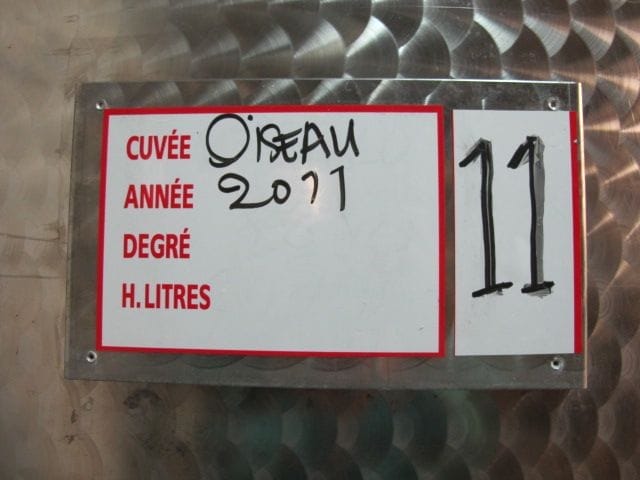 CUVÉE OISEAU
ANNÉE 2011
DEGRÉ
H. LITRES
11